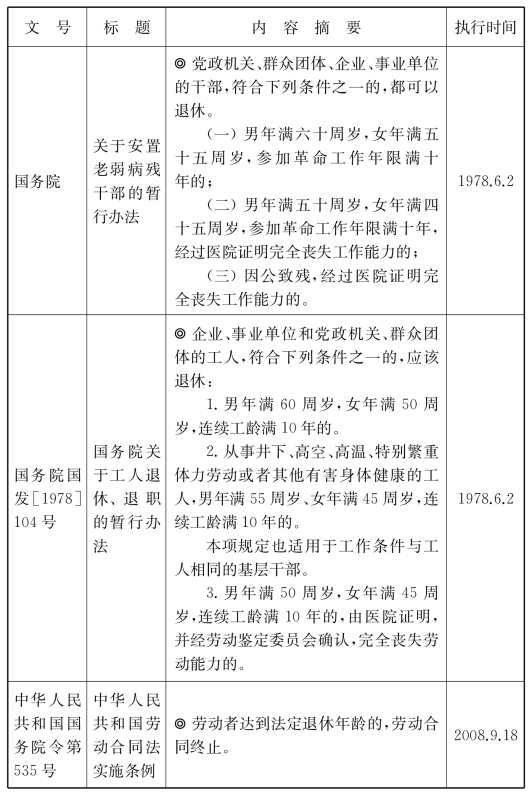 文 号
标 题
内 容 摘 要
执行时间
国务院
关于安置
老弱病残
干部的暂
行办法
◎ 党政机关、群众团体、企业、事业单位
的干部,符合下列条件之一的,都可以
退休。
(一) 男年满六十周岁,女年满五
十五周岁,参加革命工作年限满十
年的;
(二) 男年满五十周岁,女年满四
十五周岁,参加革命工作年限满十年,
经过医院证明完全丧失工作能力的;
(三) 因公致残,经过医院证明完
全丧失工作能力的。
1978.6.2
国务院国
发[1978]
104 号
国务院关
于工人退
休、退 职
的暂行办
法
◎ 企业、事业单位和党政机关、群众团
体的工人,符合下列条件之一的,应该
退休:
1. 男年满 60 周岁,女年满 50 周
岁,连续工龄满 10 年的。
2. 从事井下、高空、高温、特别繁重
体力劳动或者其他有害身体健康的工
人,男年满 55 周岁、女年满 45 周岁,连
续工龄满 10 年的。
本项规定也适用于工作条件与工
人相同的基层干部。
3. 男年满 50 周岁,女年满 45 周
岁,连续工龄满 10 年的,由医院证明,
并经劳动鉴定委员会确认,完全丧失劳
动能力的。
1978.6.2
中华人民
共和国国
务院令第
535 号
中华人民
共和国劳
动合同法
实施条例
◎ 劳动者达到法定退休年龄的,劳动合
同终止。
2008.9.18